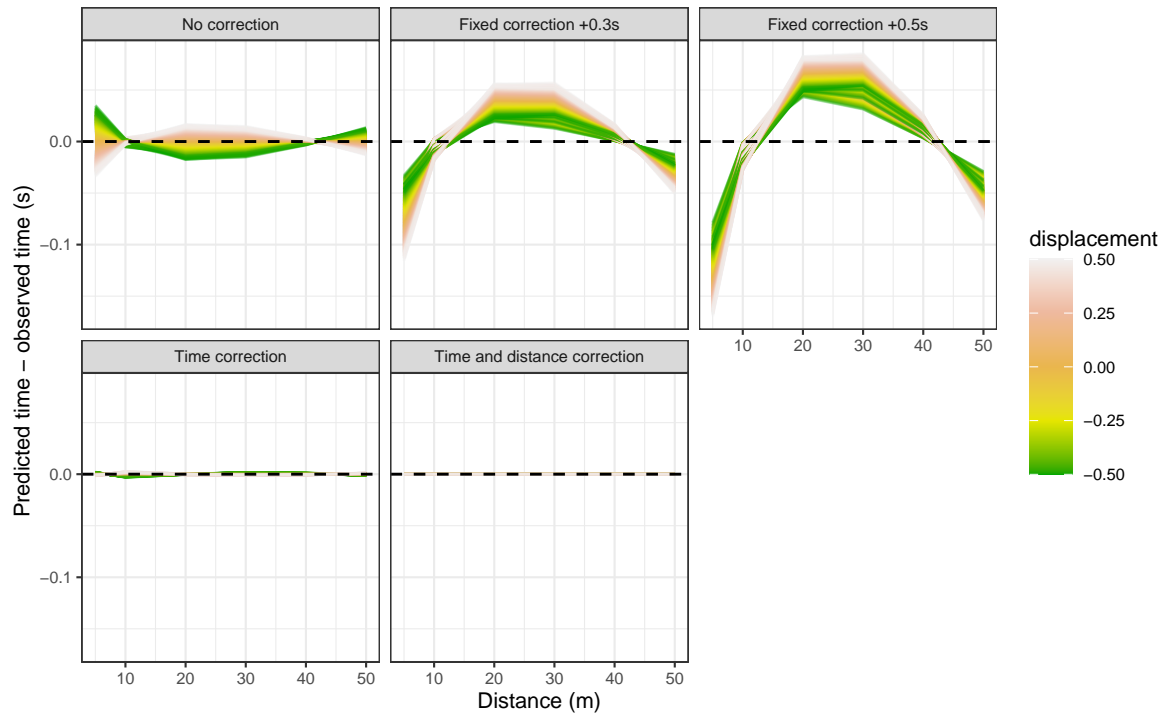 No correction
Fixed correction +0.3s
Fixed correction +0.5s
0.0
−0.1
10 20 30 40 50
Time correction
Time and distance correction
0.0
−0.1
10 20 30 40 50
10 20 30 40 50
Distance (m)
Predicted time − observed time (s)
displacement
0.50
0.25
0.00
−0.25
−0.50